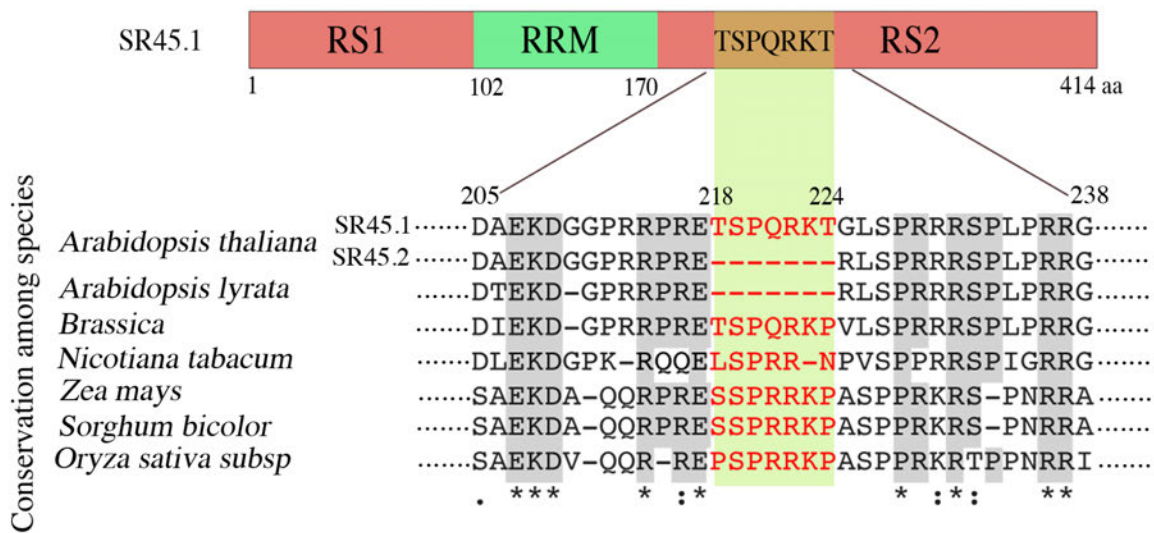 SR45.1 RS1 RRM TSPQRKT RS2
1 102 170 414 aa
Conservation among species
205 218 224 238
Arabidopsis thaliana
SR45.1 ·······DAEKDGGPRRPRETSPQRKTGLSPRRRSPLPRRG·······
SR45.2 ·······DAEKDGGPRRPRE-------RLSPRRRSPLPRRG
Arabidopsis lyrata ·······DTEKD-GPRRPRE-------RLSPRRRSPLPRRG·······
Brassica ·······DIEKD-GPRRPRETSPQRKPVLSPRRRSPLPRRG·······
Nicotiana tabacum ·······DLEKDGPK-RQQELSPRR-NPVSPPRRSPIGRRG·······
Zea mays ·······SAEKDA-QQRPRESSPRRKPASPPRKRS-PNRRA·······
Sorghum bicolor ·······SAEKDA-QQRPRESSPRRKPASPPRKRS-PNRRA·······
Oryza sativa subsp ·······SAEKDV-QQR-REPSPRRKPASPPRKRTPPNRRI·······
. *** * :* * :*: **